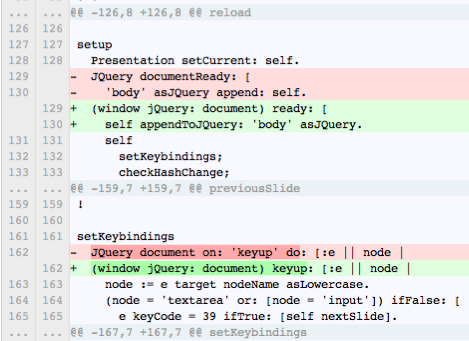 ... ... @@ -126,8 +126,8 @@ reload
126 126
127 127 setup
128 128 Presentation setCurrent: self.
129 - JQuery documentReady: [
130 - 'body' asJQuery append: self.
129 + (window jQuery: document) ready: [
130 + self appendToJQuery: 'body' asJQuery.
131 131 self
132 132 setKeybindings;
133 133 checkHashChange;
... ... @@ -159,7 +159,7 @@ previousSlide
159 159 !
160 160
161 161 setKeybindings
162 - JQuery document on: 'keyup' do: [:e || node |
162 + (window jQuery: document) keyup: [:e || node |
163 163 node := e target nodeName asLowercase.
164 164 (node = 'textarea' or: [node = 'input']) ifFalse: [
165 165 e keyCode = 39 ifTrue: [self nextSlide].
... ... @@ -167,7 +167,7 @@ setKeybindings